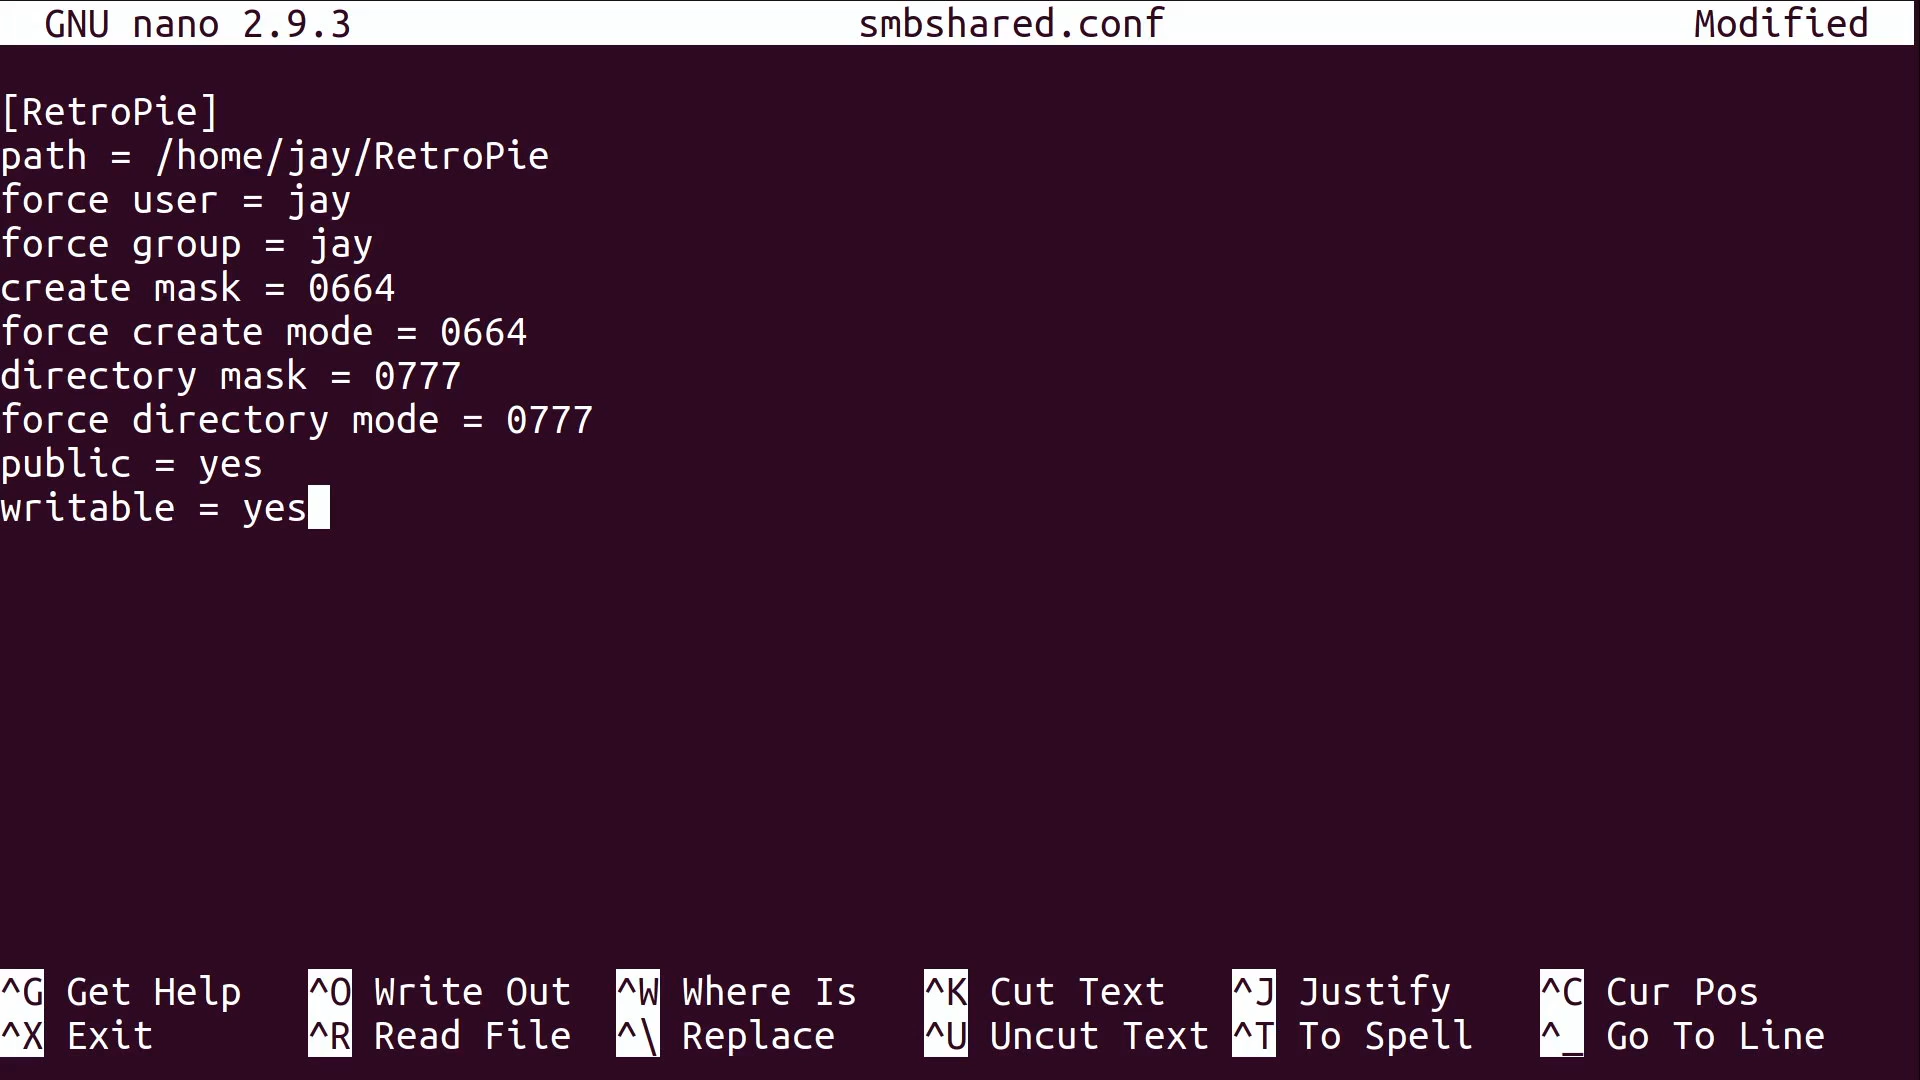 GNU nano 2.9.3 smbshared.conf Modified
[RetroPie]
path = /home/jay/RetroPie
force user = jay
force group = jay
create mask = 0664
force create mode = 0664
directory mask = 0777
force directory mode = 0777
public = yes
writable = yes
^G Get Help ^O Write Out ^W Where Is ^K Cut Text ^J Justify ^C Cur Pos
^X Exit ^R Read File ^\ Replace ^U Uncut Text ^T To Spell ^_ Go To Line